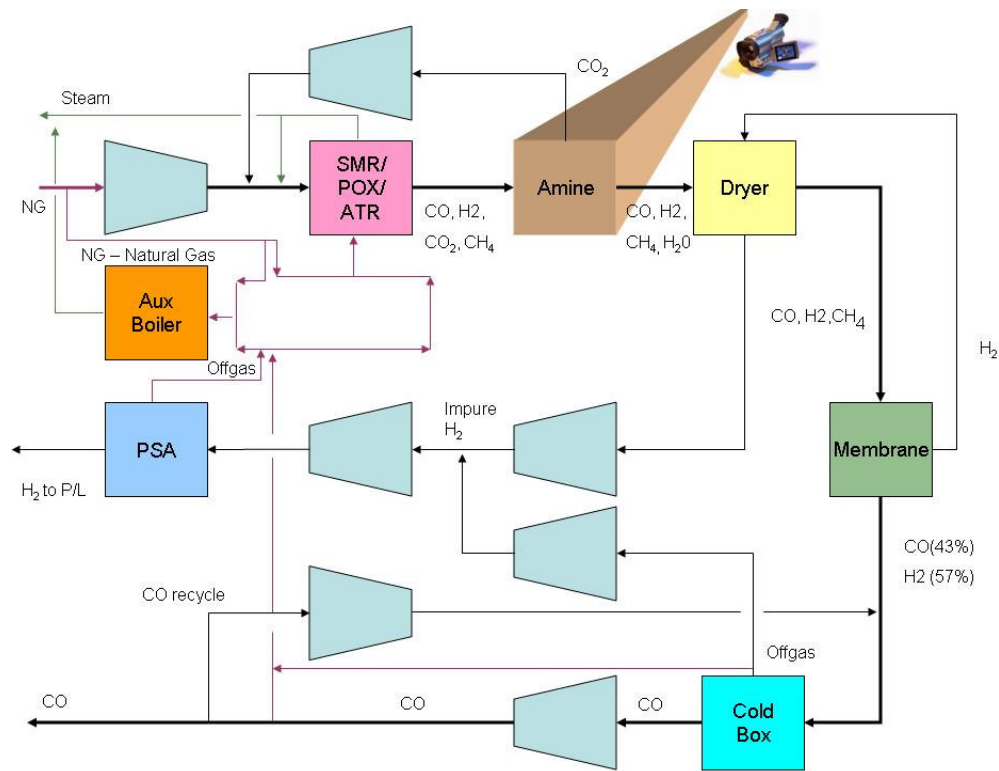 CO₂
Steam
SMR/
POX/
ATR
Amine
Dryer
NG
CO, H2,
CO₂, CH₄
CO, H2,
CH₄, H₂0
NG – Natural Gas
Aux
Boiler
CO, H2,CH₄
H₂
Offgas
Impure
H₂
PSA
Membrane
H₂ to P/L
CO(43%)
H2 (57%)
CO recycle
Offgas
CO
CO
CO
Cold
Box